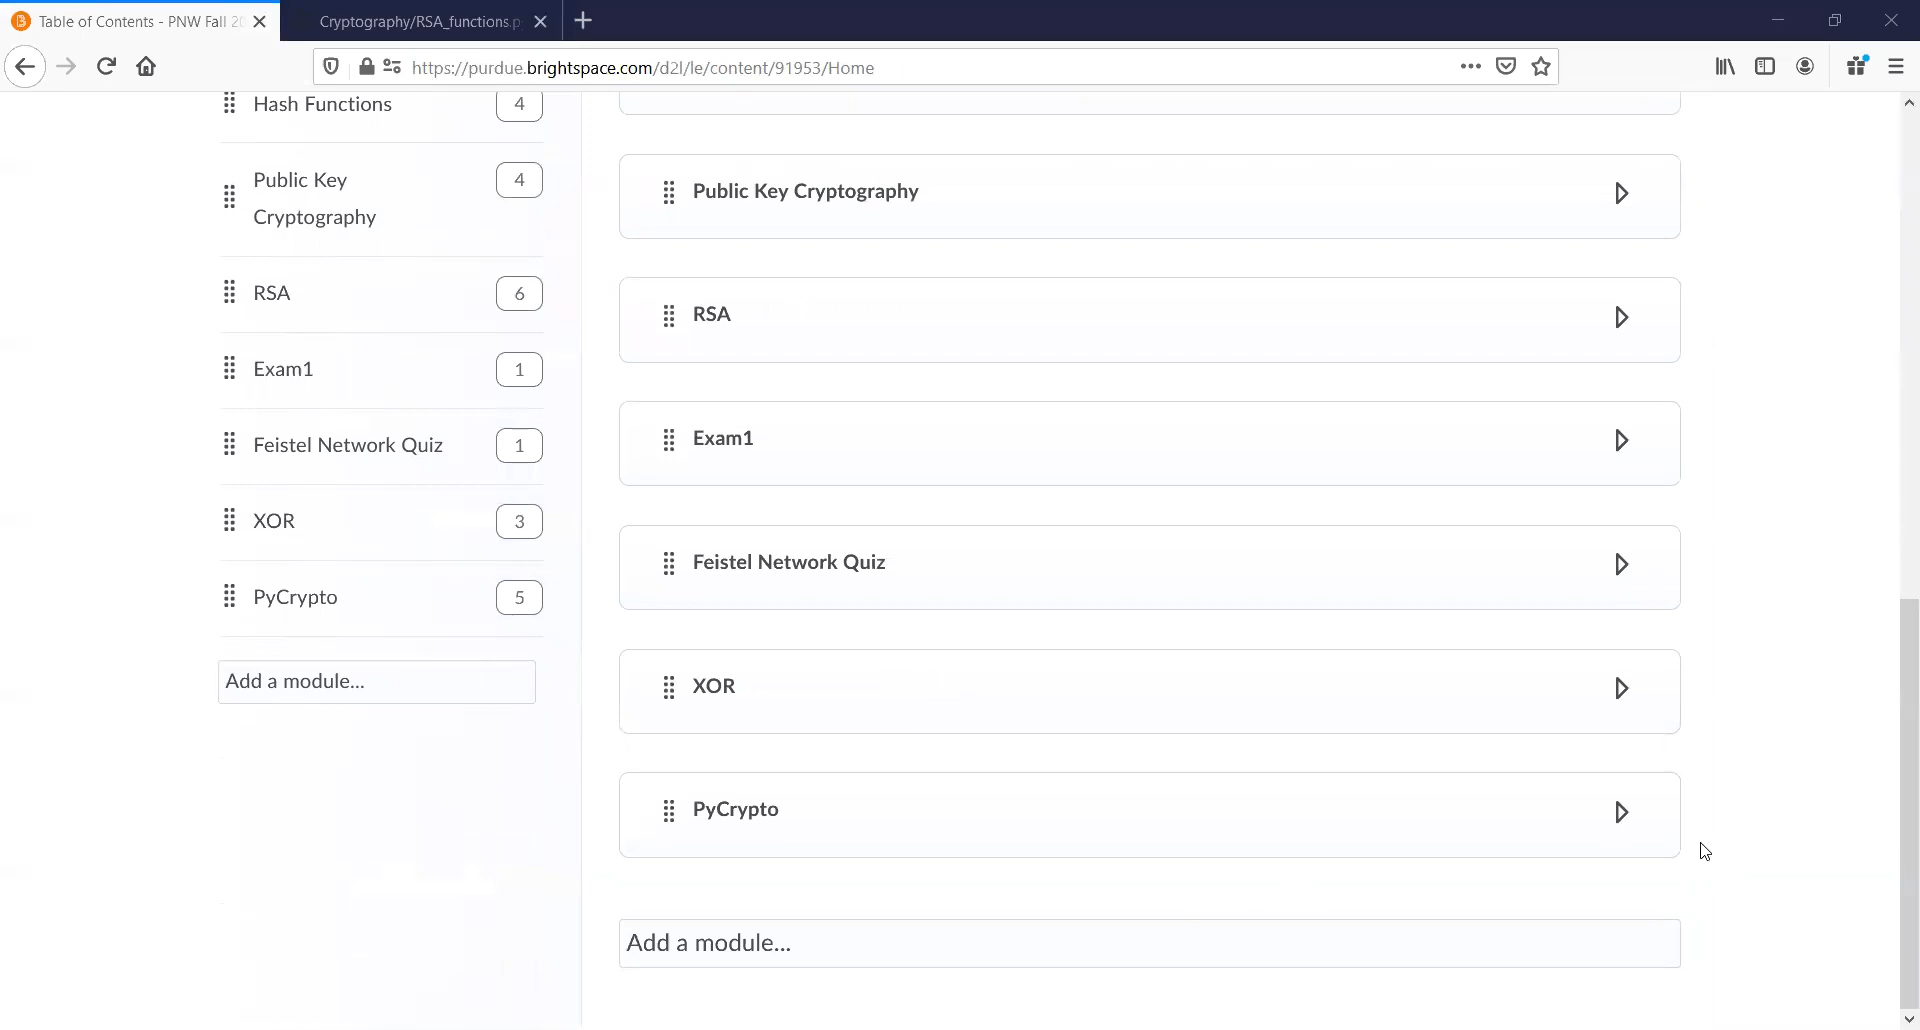 Table of Contents - PNW Fall 20
Cryptography/RSA_functions.p
https://purdue.brightspace.com/d2l/le/content/91953/Home
Hash Functions 4
Public Key 4
Cryptography
RSA 6
Exam1 1
Feistel Network Quiz 1
XOR 3
PyCrypto 5
Add a module...
Public Key Cryptography
RSA
Exam1
Feistel Network Quiz
XOR
PyCrypto
Add a module...